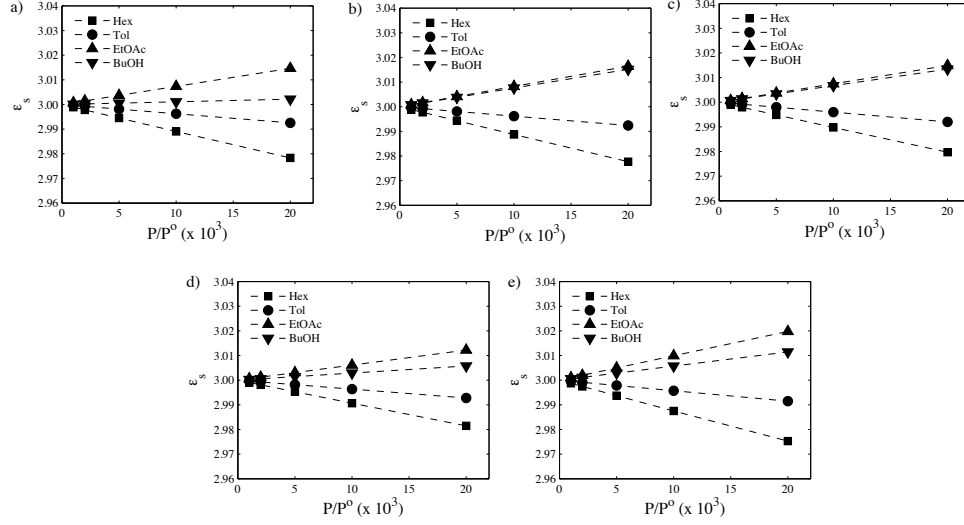 a)
3.04
3.03
3.02
3.01
3.00
2.99
2.98
2.97
2.96
εs
Hex
Tol
EtOAc
BuOH
0 5 10 15 20
P/P° (x 10³)
b)
3.04
3.03
3.02
3.01
3.00
2.99
2.98
2.97
2.96
εs
Hex
Tol
EtOAc
BuOH
0 5 10 15 20
P/P° (x 10³)
c)
3.04
3.03
3.02
3.01
3.00
2.99
2.98
2.97
2.96
εs
Hex
Tol
EtOAc
BuOH
0 5 10 15 20
P/P° (x 10³)
d)
3.04
3.03
3.02
3.01
3.00
2.99
2.98
2.97
2.96
εs
Hex
Tol
EtOAc
BuOH
0 5 10 15 20
P/P° (x 10³)
e)
3.04
3.03
3.02
3.01
3.00
2.99
2.98
2.97
2.96
εs
Hex
Tol
EtOAc
BuOH
0 5 10 15 20
P/P° (x 10³)